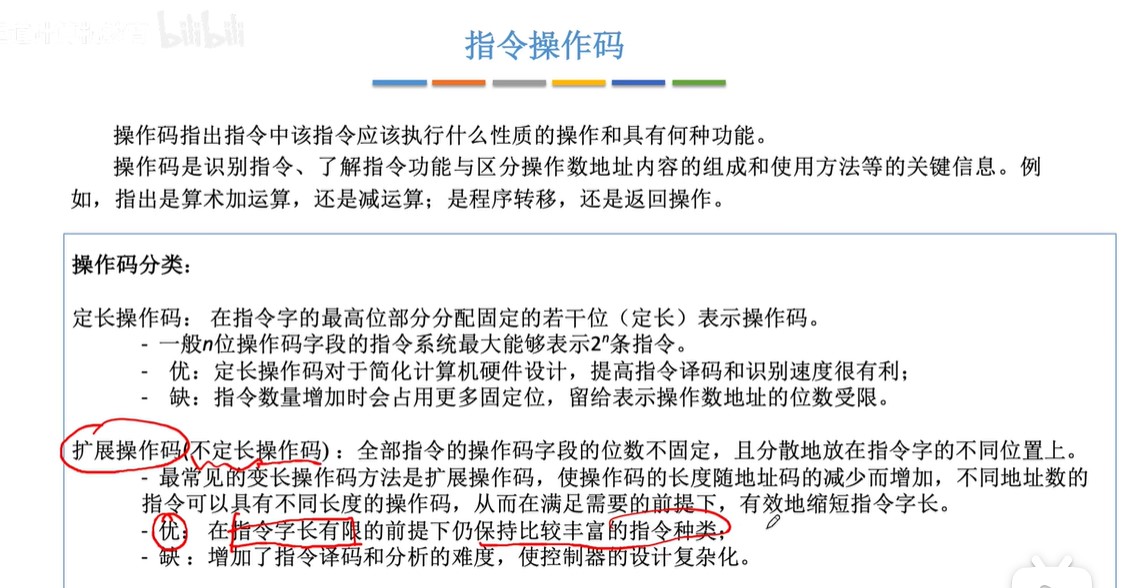 bilibili
指令操作码
操作码指出指令中该指令应该执行什么性质的操作和具有何种功能。
操作码是识别指令、了解指令功能与区分操作数地址内容的组成和使用方法等的关键信息。例
如，指出是算术加运算，还是减运算；是程序转移，还是返回操作。
操作码分类：
定长操作码： 在指令字的最高位部分分配固定的若干位（定长）表示操作码。
- 一般n位操作码字段的指令系统最大能够表示2ⁿ条指令。
- 优：定长操作码对于简化计算机硬件设计，提高指令译码和识别速度很有利；
- 缺：指令数量增加时会占用更多固定位，留给表示操作数地址的位数受限。
扩展操作码(不定长操作码)：全部指令的操作码字段的位数不固定，且分散地放在指令字的不同位置上。
- 最常见的变长操作码方法是扩展操作码，使操作码的长度随地址码的减少而增加，不同地址数的
指令可以具有不同长度的操作码，从而在满足需要的前提下，有效地缩短指令字长。
- 优：在指令字长有限的前提下仍保持比较丰富的指令种类；
- 缺：增加了指令译码和分析的难度，使控制器的设计复杂化。